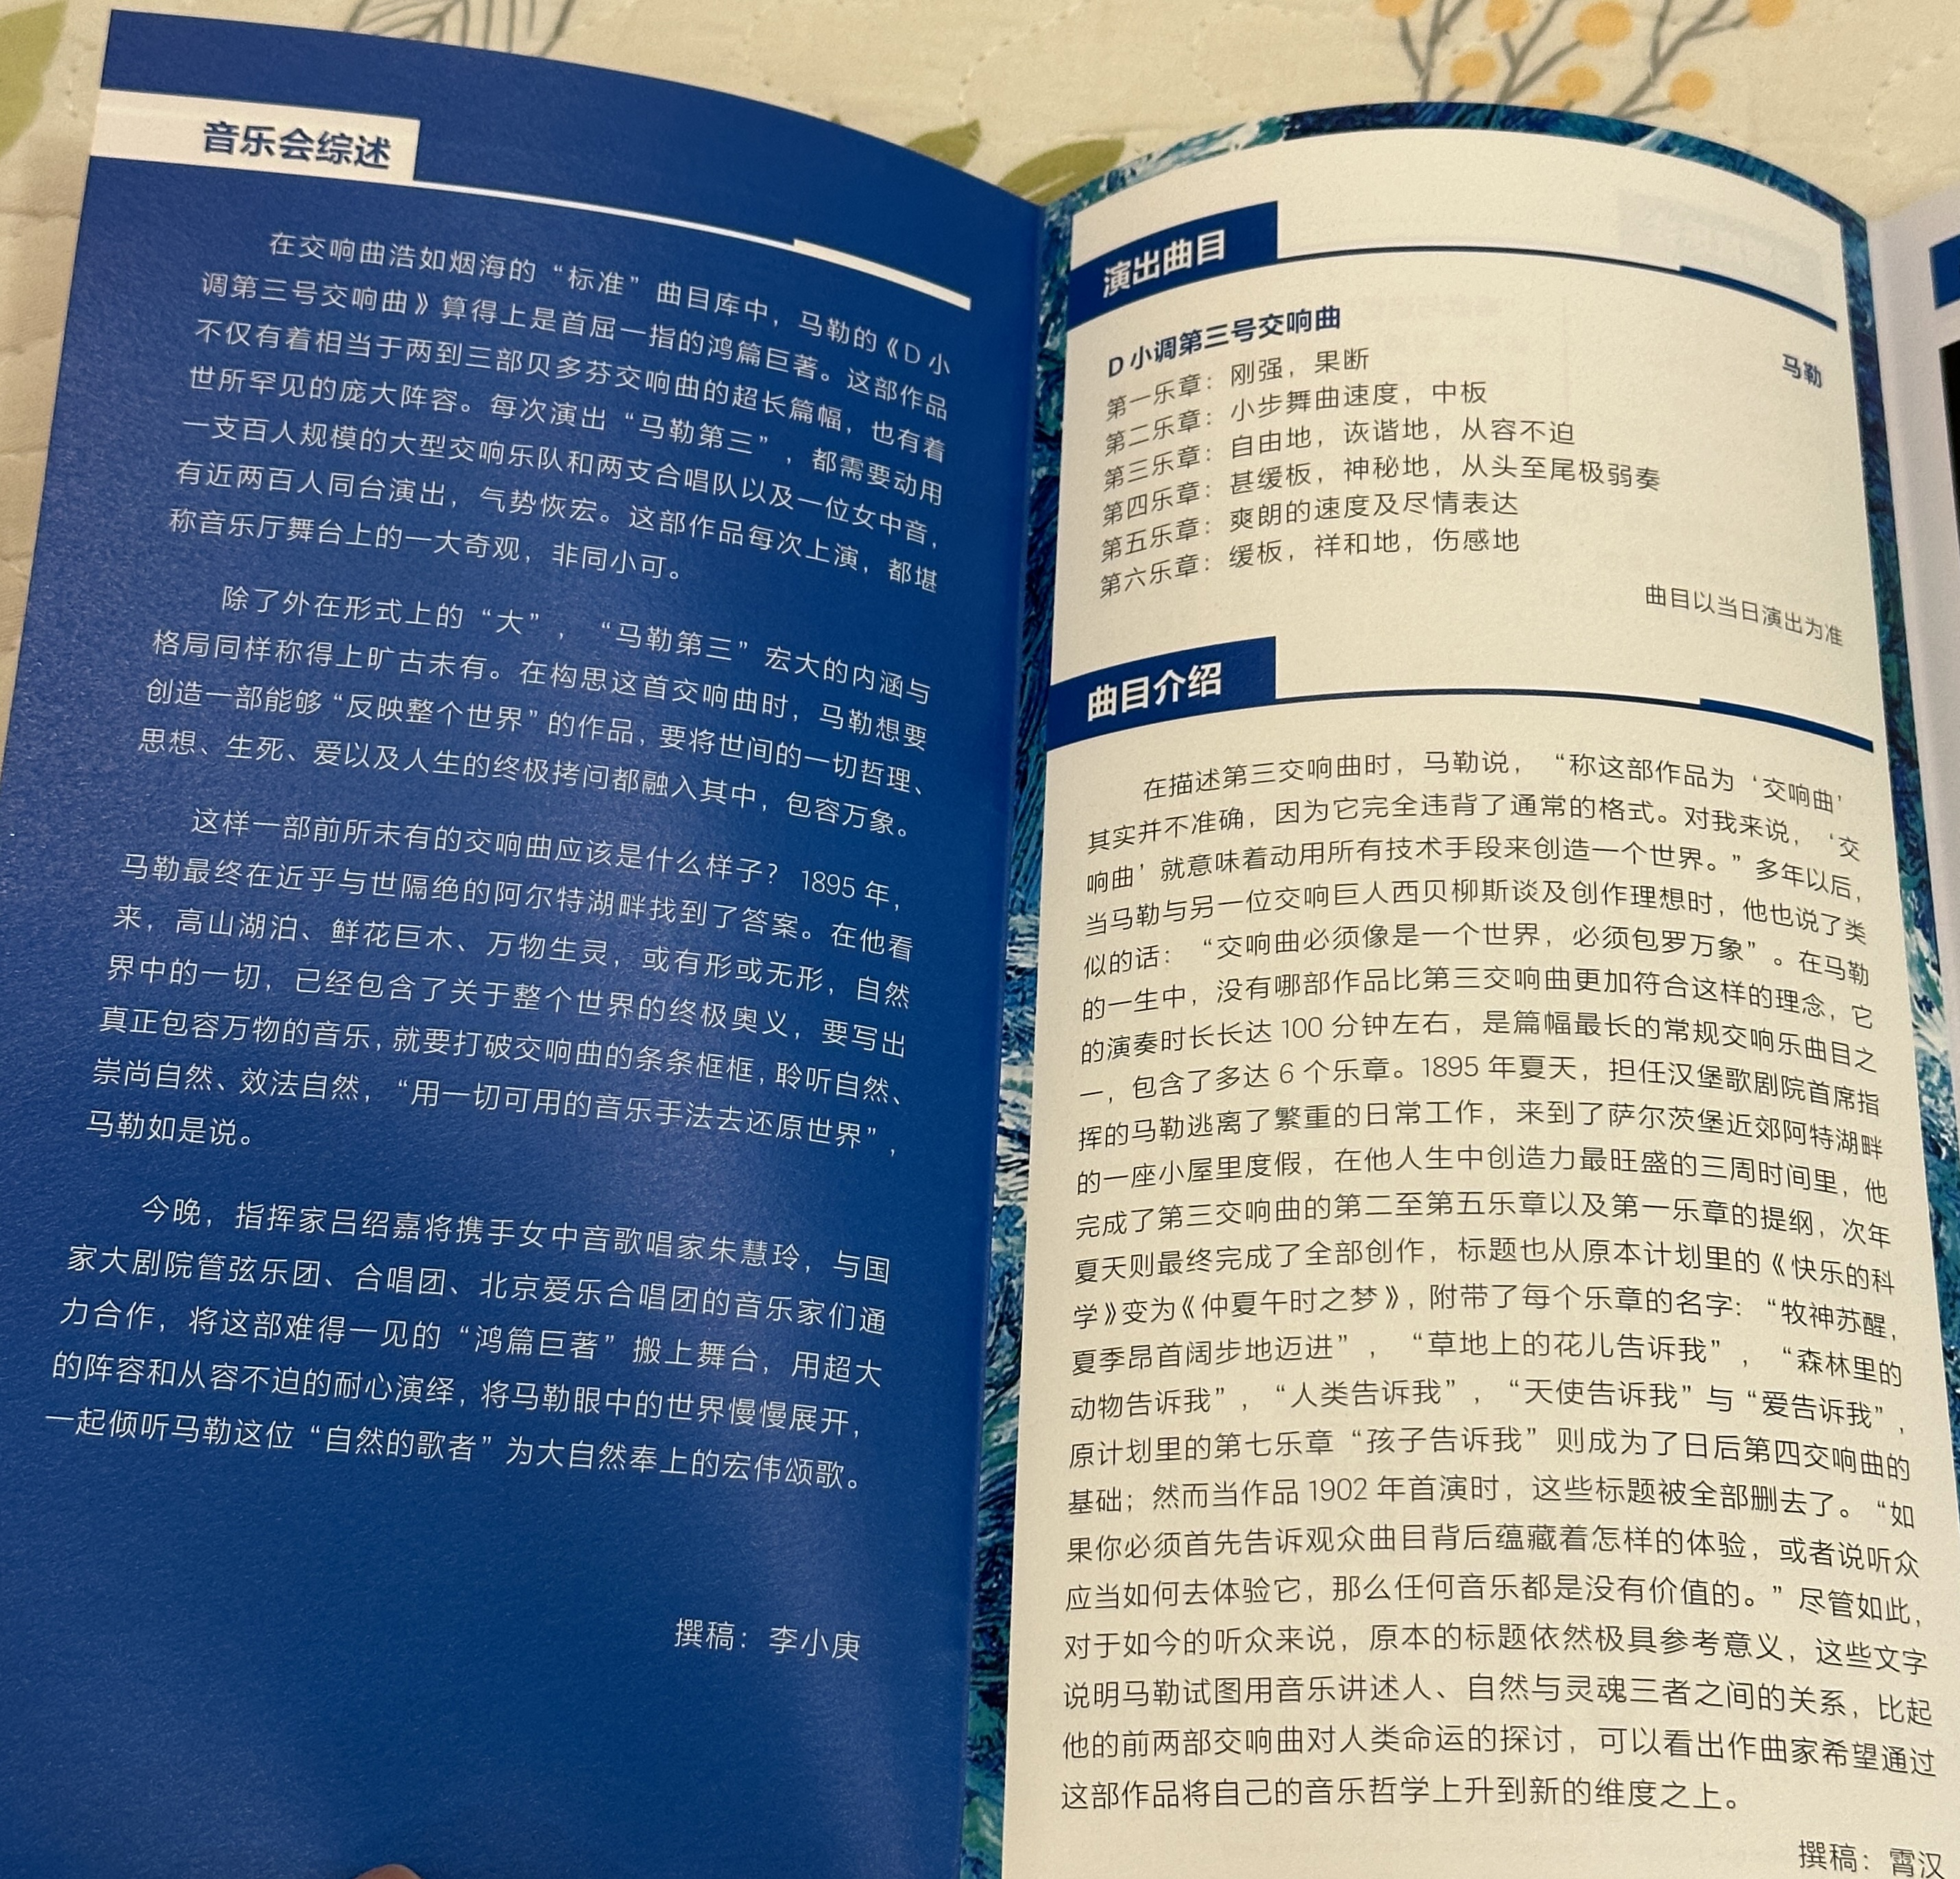 音乐会综述
在交响曲浩如烟海的“标准”曲目库中，马勒的《D 小
调第三号交响曲》算得上是首屈一指的鸿篇巨著。这部作品
不仅有着相当于两到三部贝多芬交响曲的超长篇幅，也有着
世所罕见的庞大阵容。每次演出“马勒第三”，都需要动用
一支百人规模的大型交响乐队和两支合唱队以及一位女中音，
有近两百人同台演出，气势恢宏。这部作品每次上演，都堪
称音乐厅舞台上的一大奇观，非同小可。
除了外在形式上的“大”，“马勒第三”宏大的内涵与
格局同样称得上旷古未有。在构思这首交响曲时，马勒想要
创造一部能够“反映整个世界”的作品，要将世间的一切哲理、
思想、生死、爱以及人生的终极拷问都融入其中，包容万象。
这样一部前所未有的交响曲应该是什么样子？1895 年，
马勒最终在近乎与世隔绝的阿尔特湖畔找到了答案。在他看
来，高山湖泊、鲜花巨木、万物生灵，或有形或无形，自然
界中的一切，已经包含了关于整个世界的终极奥义，要写出
真正包容万物的音乐，就要打破交响曲的条条框框，聆听自然、
崇尚自然、效法自然，“用一切可用的音乐手法去还原世界”，
马勒如是说。
今晚，指挥家吕绍嘉将携手女中音歌唱家朱慧玲，与国
家大剧院管弦乐团、合唱团、北京爱乐合唱团的音乐家们通
力合作，将这部难得一见的“鸿篇巨著”搬上舞台，用超大
的阵容和从容不迫的耐心演绎，将马勒眼中的世界慢慢展开，
一起倾听马勒这位“自然的歌者”为大自然奉上的宏伟颂歌。
撰稿：李小庚
演出曲目
D 小调第三号交响曲
马勒
第一乐章：刚强，果断
第二乐章：小步舞曲速度，中板
第三乐章：自由地，诙谐地，从容不迫
第四乐章：甚缓板，神秘地，从头至尾极弱奏
第五乐章：爽朗的速度及尽情表达
第六乐章：缓板，祥和地，伤感地
曲目以当日演出为准
曲目介绍
在描述第三交响曲时，马勒说，“称这部作品为‘交响曲’
其实并不准确，因为它完全违背了通常的格式。对我来说，‘交
响曲’就意味着动用所有技术手段来创造一个世界。”多年以后，
当马勒与另一位交响巨人西贝柳斯谈及创作理想时，他也说了类
似的话：“交响曲必须像是一个世界，必须包罗万象”。在马勒
的一生中，没有哪部作品比第三交响曲更加符合这样的理念，它
的演奏时长长达 100 分钟左右，是篇幅最长的常规交响乐曲目之
一，包含了多达 6 个乐章。1895 年夏天，担任汉堡歌剧院首席指
挥的马勒逃离了繁重的日常工作，来到了萨尔茨堡近郊阿特湖畔
的一座小屋里度假，在他人生中创造力最旺盛的三周时间里，他
完成了第三交响曲的第二至第五乐章以及第一乐章的提纲，次年
夏天则最终完成了全部创作，标题也从原本计划里的《快乐的科
学》变为《仲夏午时之梦》，附带了每个乐章的名字：“牧神苏醒，
夏季昂首阔步地迈进”，“草地上的花儿告诉我”，“森林里的
动物告诉我”，“人类告诉我”，“天使告诉我”与“爱告诉我”，
原计划里的第七乐章“孩子告诉我”则成为了日后第四交响曲的
基础；然而当作品 1902 年首演时，这些标题被全部删去了。“如
果你必须首先告诉观众曲目背后蕴藏着怎样的体验，或者说听众
应当如何去体验它，那么任何音乐都是没有价值的。”尽管如此，
对于如今的听众来说，原本的标题依然极具参考意义，这些文字
说明马勒试图用音乐讲述人、自然与灵魂三者之间的关系，比起
他的前两部交响曲对人类命运的探讨，可以看出作曲家希望通过
这部作品将自己的音乐哲学上升到新的维度之上。
撰稿：霄汉